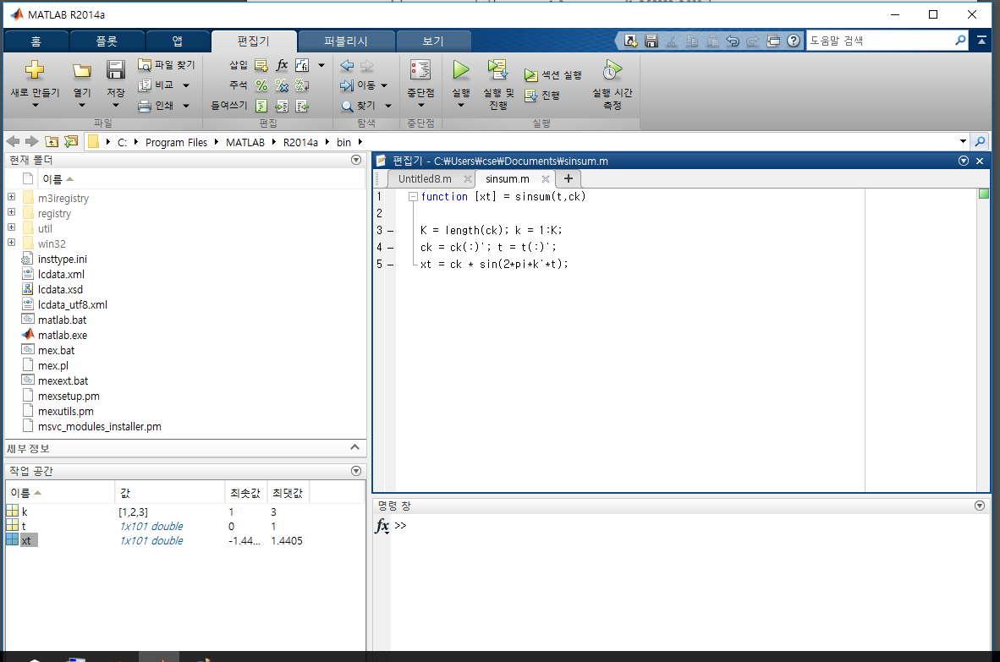 MATLAB R2014a
홈 플롯 앱 편집기 퍼블리시 보기
도움말 검색
새로 만들기 열기 저장 파일 찾기 비교 인쇄
삽입 fx
주석
들여쓰기
이동
찾기
중단점 실행 실행 및 진행 섹션 실행 진행 실행 시간 측정
파일 편집 탐색 중단점 실행
C: Program Files MATLAB R2014a bin
현재 폴더
이름
m3iregistry
registry
util
win32
insttype.ini
lcdata.xml
lcdata.xsd
lcdata_utf8.xml
matlab.bat
matlab.exe
mex.bat
mex.pl
mexext.bat
mexsetup.pm
mexutils.pm
msvc_modules_installer.pm
세부 정보
작업 공간
이름 값 최솟값 최댓값
k [1,2,3] 1 3
t 1x101 double 0 1
xt 1x101 double -1.44... 1.4405
편집기 - C:₩Users₩cse₩Documents₩sinsum.m
Untitled8.m sinsum.m +
1 function [xt] = sinsum(t,ck)
2
3 – K = length(ck); k = 1:K;
4 – ck = ck(:)'; t = t(:)';
5 – xt = ck * sin(2*pi*k'*t);
명령 창
fx >>